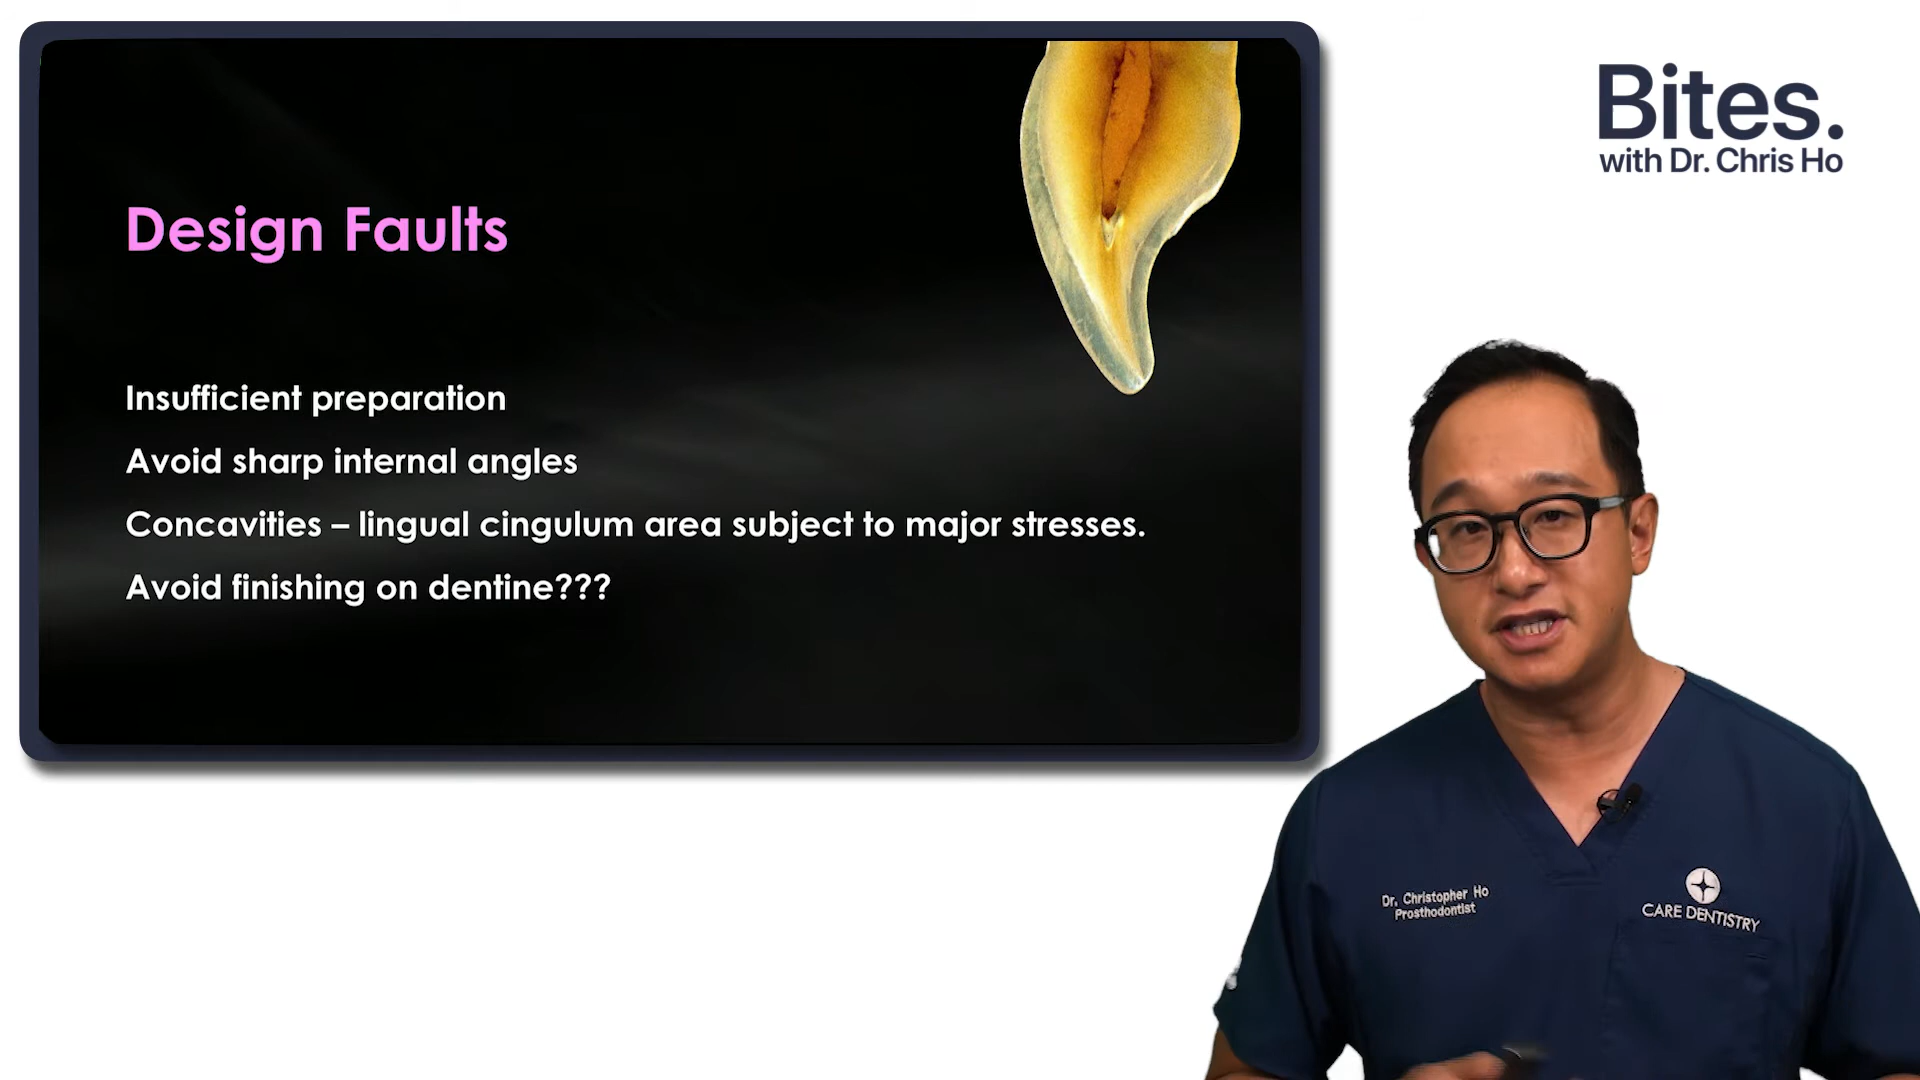 Design Faults
Insufficient preparation
Avoid sharp internal angles
Concavities – lingual cingulum area subject to major stresses.
Avoid finishing on dentine???
Bites.
with Dr. Chris Ho
Dr. Christopher Ho
Prosthodontist
CARE DENTISTRY